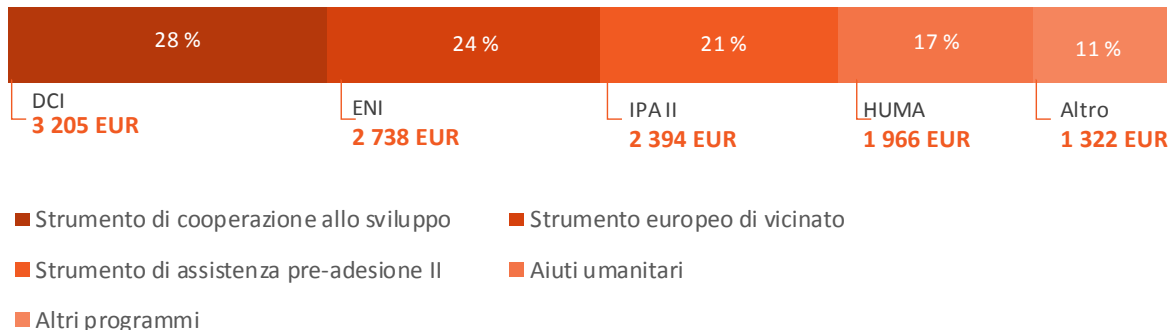 28 % 24 % 21 % 17 % 11 %
DCI ENI IPA II HUMA Altro
3 205 EUR 2 738 EUR 2 394 EUR 1 966 EUR 1 322 EUR
Strumento di cooperazione allo sviluppo Strumento europeo di vicinato
Strumento di assistenza pre-adesione II Aiuti umanitari
Altri programmi